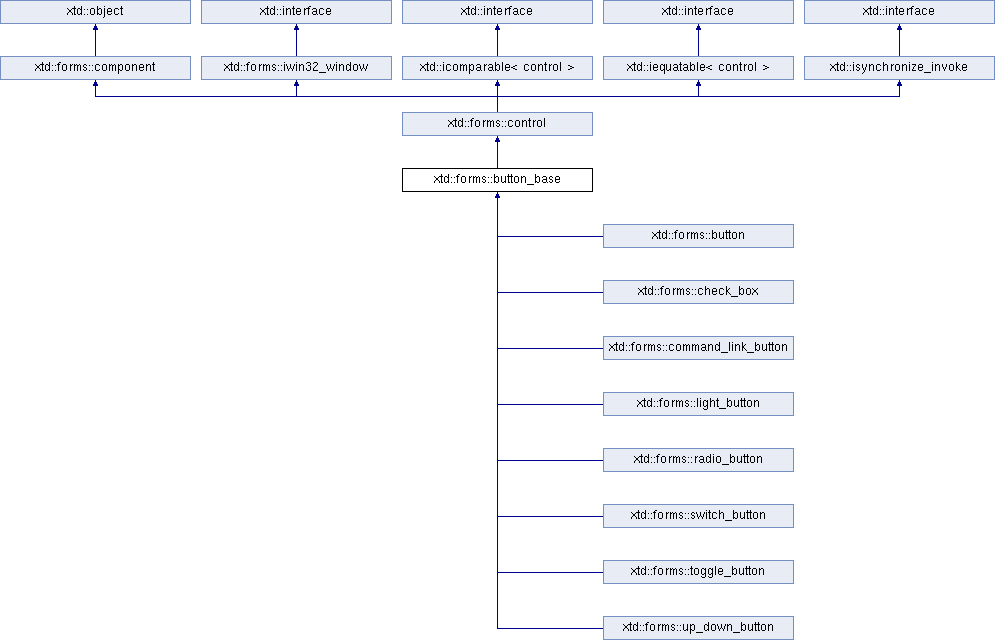 xtd::object
xtd::interface
xtd::interface
xtd::interface
xtd::interface
xtd::forms::component
xtd::forms::iwin32_window
xtd::icomparable< control >
xtd::iequatable< control >
xtd::isynchronize_invoke
xtd::forms::control
xtd::forms::button_base
xtd::forms::button
xtd::forms::check_box
xtd::forms::command_link_button
xtd::forms::light_button
xtd::forms::radio_button
xtd::forms::switch_button
xtd::forms::toggle_button
xtd::forms::up_down_button